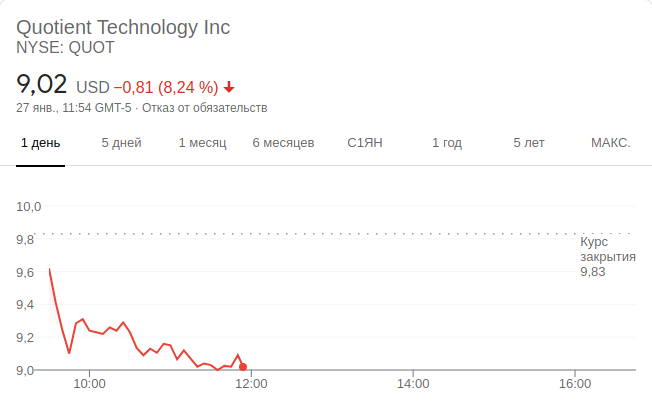 Quotient Technology Inc
NYSE: QUOT
9,02 USD −0,81 (8,24 %)
27 янв., 11:54 GMT-5 · Отказ от обязательств
1 день 5 дней 1 месяц 6 месяцев С1ЯН 1 год 5 лет МАКС.
10,0
9,8
Курс
закрытия
9,83
9,6
9,4
9,2
9,0
10:00 12:00 14:00 16:00